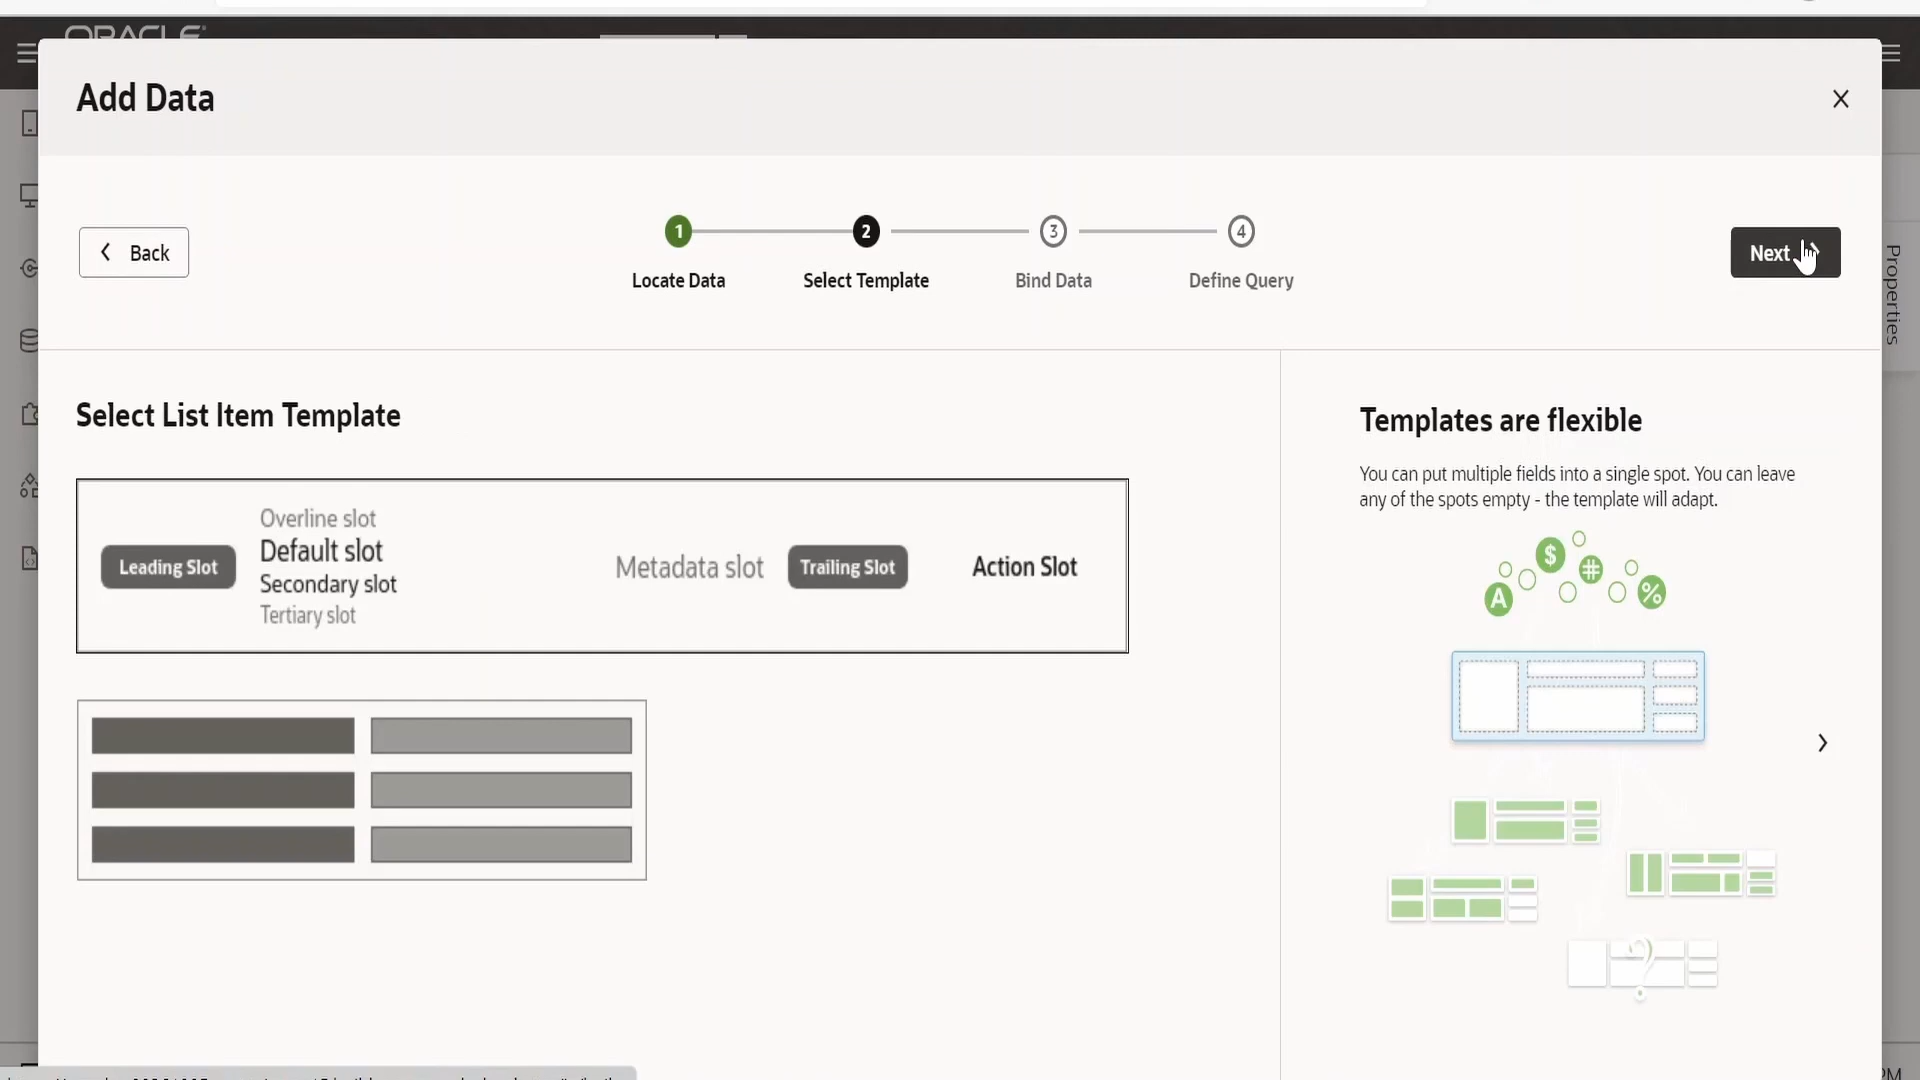 ORACLE
Add Data
Back
1
2
3
4
Locate Data
Select Template
Bind Data
Define Query
Next
Properties
Select List Item Template
Templates are flexible
You can put multiple fields into a single spot. You can leave
any of the spots empty - the template will adapt.
Leading Slot
Overline slot
Default slot
Secondary slot
Tertiary slot
Metadata slot
Trailing Slot
Action Slot
A
$
#
%
?
PM